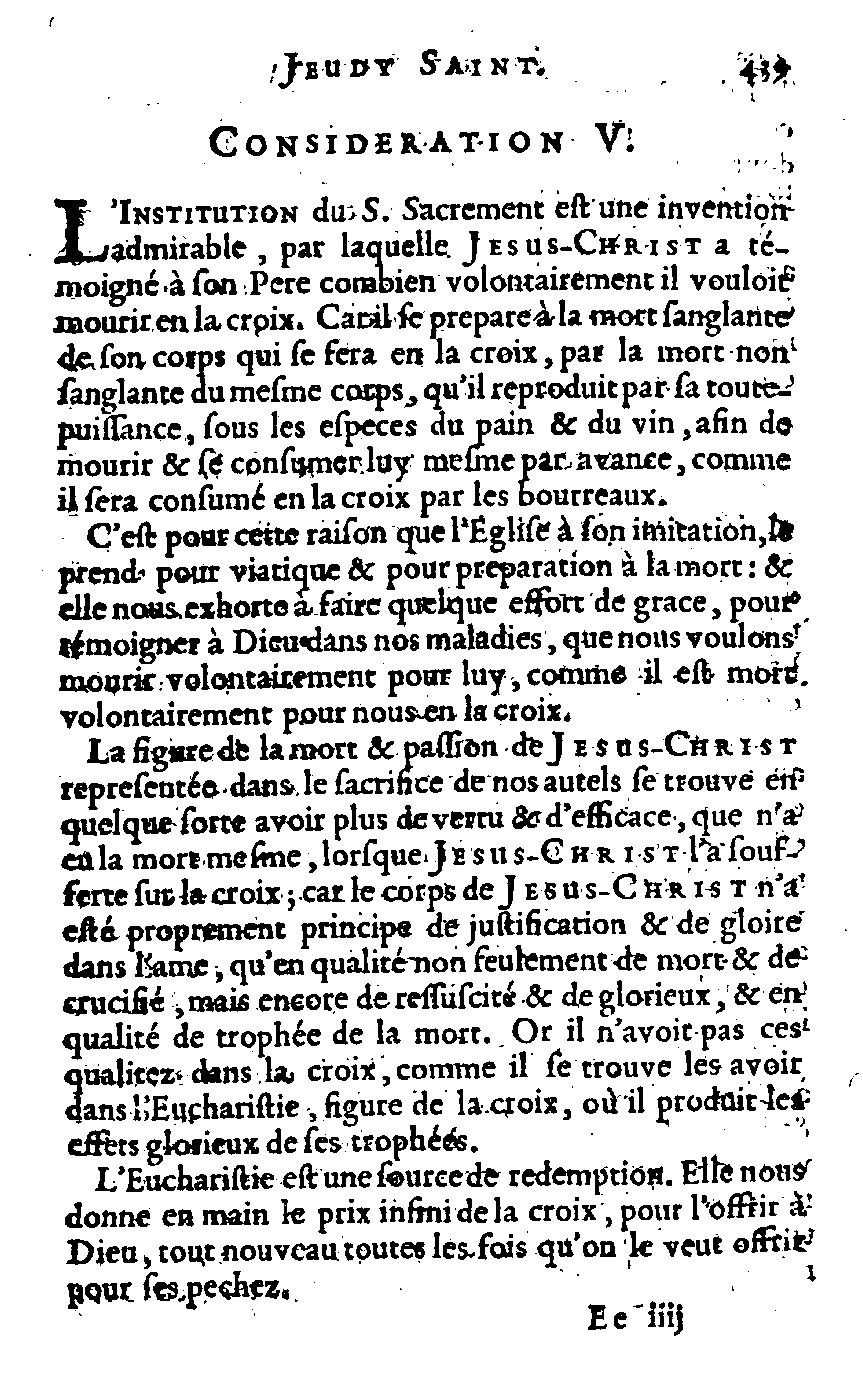 JEUDY SAINT. 439
CONSIDERATION V.
L'INSTITUTION du S. Sacrement eſt une invention
admirable, par laquelle JESUS-CHRIST a té-
moigné à ſon Pere combien volontairement il vouloit
mourir en la croix. Car il ſe prepare à la mort ſanglante
de ſon corps qui ſe fera en la croix, par la mort non
ſanglante du meſme corps, qu'il reproduit par ſa toute-
puiſſance, ſous les eſpeces du pain & du vin, afin de
mourir & ſe conſumer luy meſme par avance, comme
il ſera conſumé en la croix par les bourreaux.
C'eſt pour cette raiſon que l'Egliſe à ſon imitation, le
prend pour viatique & pour preparation à la mort : &
elle nous exhorte à faire quelque effort de grace, pour
témoigner à Dieu dans nos maladies, que nous voulons
mourir volontairement pour luy, comme il eſt mort
volontairement pour nous en la croix.
La figure de la mort & paſſion de JESUS-CHRIST
repreſentée dans le ſacrifice de nos autels ſe trouve en
quelque ſorte avoir plus de vertu & d'efficace, que n'a
eu la mort meſme, lorſque JESUS-CHRIST l'a ſouf-
ferte ſur la croix ; car le corps de JESUS-CHRIST n'a
eſté proprement principe de juſtification & de gloire
dans l'ame, qu'en qualité non ſeulement de mort & de
crucifié, mais encore de reſſuſcité & de glorieux, & en
qualité de trophée de la mort. Or il n'avoit pas ces
qualitez dans la croix, comme il ſe trouve les avoir
dans l'Euchariſtie, figure de la croix, où il produit les
effets glorieux de ſes trophées.
L'Euchariſtie eſt une ſource de redemption. Elle nous
donne en main le prix infini de la croix, pour l'offrir à
Dieu, tout nouveau toutes les fois qu'on le veut offrir
pour ſes pechez.
E e iiij